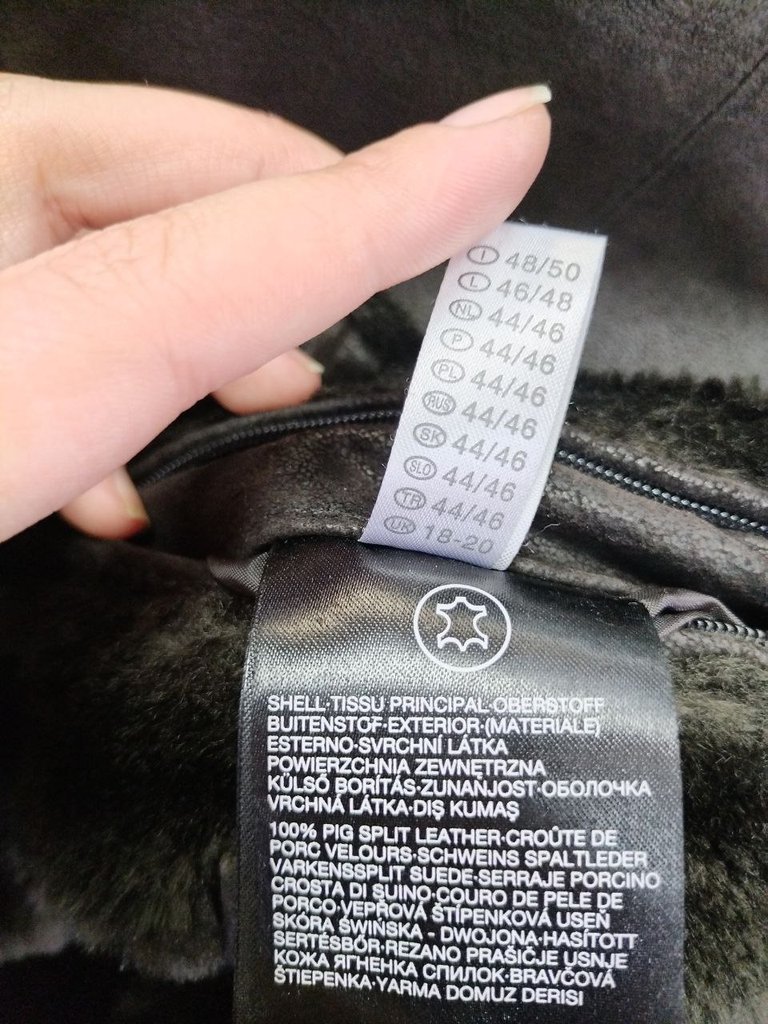 I 48/50
L 46/48
NL 44/46
P 44/46
PL 44/46
RUS 44/46
SK 44/46
SLO 44/46
TR 44/46
UK 18-20
SHELL·TISSU PRINCIPAL·OBERSTOFF
BUITENSTOF·EXTERIOR·(MATERIALE)
ESTERNO·SVRCHNÍ LÁTKA
POWIERZCHNIA ZEWNĘTRZNA
KÜLSŐ BORÍTÁS·ZUNANJOST·ОБОЛОЧКА
VRCHNÁ LÁTKA·DIŞ KUMAŞ
100% PIG SPLIT LEATHER·CROÛTE DE
PORC VELOURS·SCHWEINS SPALTLEDER
VARKENSSPLIT SUEDE·SERRAJE PORCINO
CROSTA DI SUINO·COURO DE PELE DE
PORCO·VEPŘOVÁ ŠTÍPENKOVÁ USEŇ
SKÓRA ŚWIŃSKA - DWOJONA·HASÍTOTT
SERTÉSBŐR·REZANO PRAŠIČJE USNJE
КОЖА ЯГНЕНКА СПИЛОК·BRAVČOVÁ
ŠTIEPENKA·YARMA DOMUZ DERISI